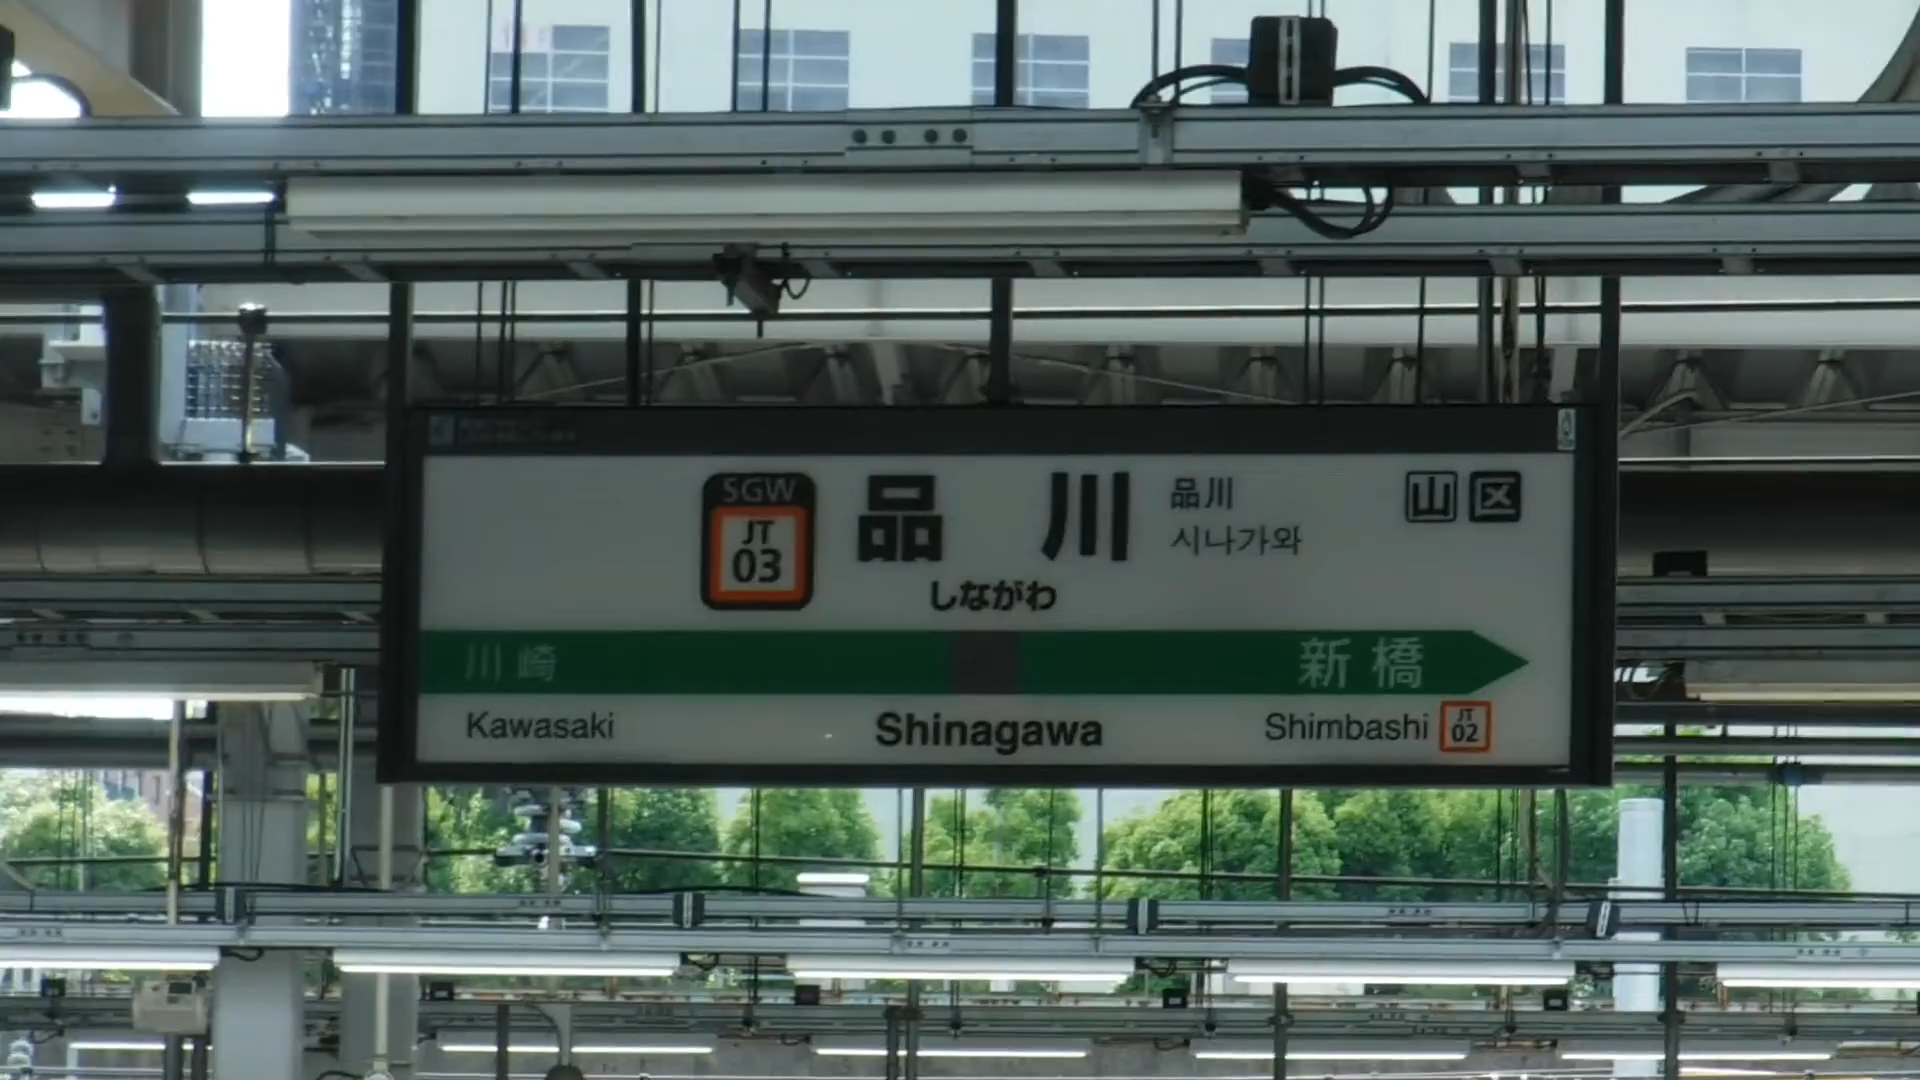 SGW
JT
03
品川
品川
시나가와
山 区
しながわ
川崎
新橋
Kawasaki
Shinagawa
Shimbashi
JT
02